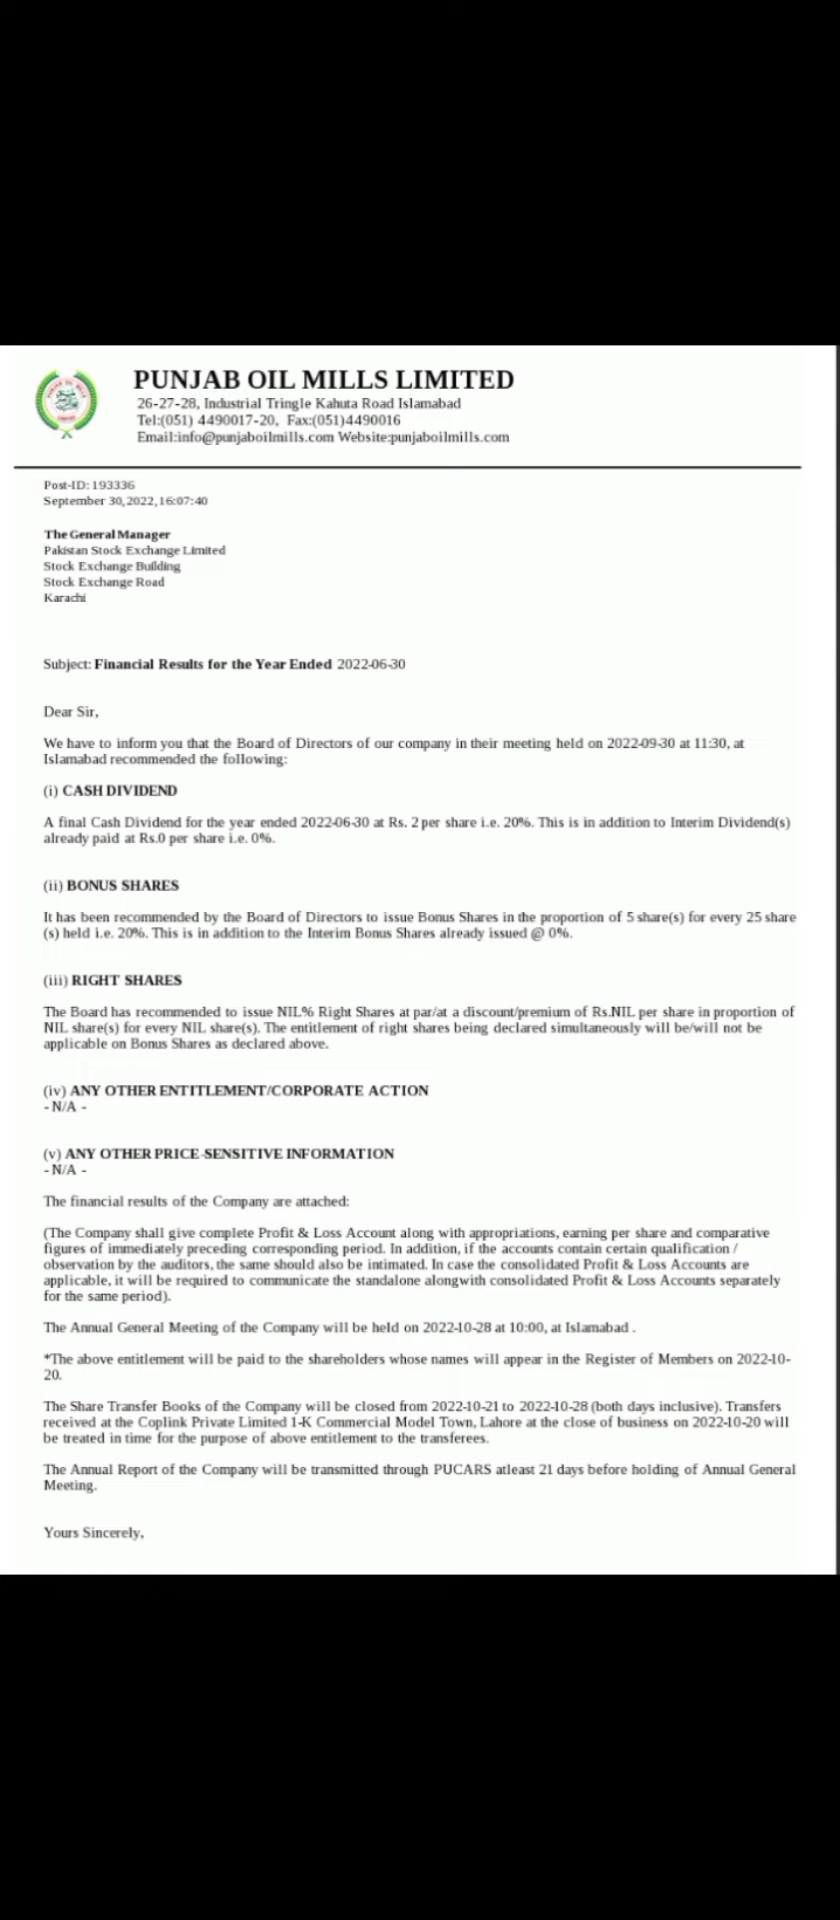 PUNJAB OIL MILLS LIMITED
26-27-28, Industrial Tringle Kahuta Road Islamabad
Tel:(051) 4490017-20, Fax:(051)4490016
Email:info@punjaboilmills.com Website:punjaboilmills.com
Post-ID: 193336
September 30,2022,16:07:40
The General Manager
Pakistan Stock Exchange Limited
Stock Exchange Building
Stock Exchange Road
Karachi
Subject: Financial Results for the Year Ended 2022-06-30
Dear Sir,
We have to inform you that the Board of Directors of our company in their meeting held on 2022-09-30 at 11:30, at
Islamabad recommended the following:
(i) CASH DIVIDEND
A final Cash Dividend for the year ended 2022-06-30 at Rs. 2 per share i.e. 20%. This is in addition to Interim Dividend(s)
already paid at Rs.0 per share i.e. 0%.
(ii) BONUS SHARES
It has been recommended by the Board of Directors to issue Bonus Shares in the proportion of 5 share(s) for every 25 share
(s) held i.e. 20%. This is in addition to the Interim Bonus Shares already issued @ 0%.
(iii) RIGHT SHARES
The Board has recommended to issue NIL% Right Shares at par/at a discount/premium of Rs.NIL per share in proportion of
NIL share(s) for every NIL share(s). The entitlement of right shares being declared simultaneously will be/will not be
applicable on Bonus Shares as declared above.
(iv) ANY OTHER ENTITLEMENT/CORPORATE ACTION
- N/A -
(v) ANY OTHER PRICE-SENSITIVE INFORMATION
- N/A -
The financial results of the Company are attached:
(The Company shall give complete Profit & Loss Account along with appropriations, earning per share and comparative
figures of immediately preceding corresponding period. In addition, if the accounts contain certain qualification /
observation by the auditors, the same should also be intimated. In case the consolidated Profit & Loss Accounts are
applicable, it will be required to communicate the standalone alongwith consolidated Profit & Loss Accounts separately
for the same period).
The Annual General Meeting of the Company will be held on 2022-10-28 at 10:00, at Islamabad .
*The above entitlement will be paid to the shareholders whose names will appear in the Register of Members on 2022-10-
20.
The Share Transfer Books of the Company will be closed from 2022-10-21 to 2022-10-28 (both days inclusive). Transfers
received at the Coplink Private Limited 1-K Commercial Model Town, Lahore at the close of business on 2022-10-20 will
be treated in time for the purpose of above entitlement to the transferees.
The Annual Report of the Company will be transmitted through PUCARS atleast 21 days before holding of Annual General
Meeting.
Yours Sincerely,